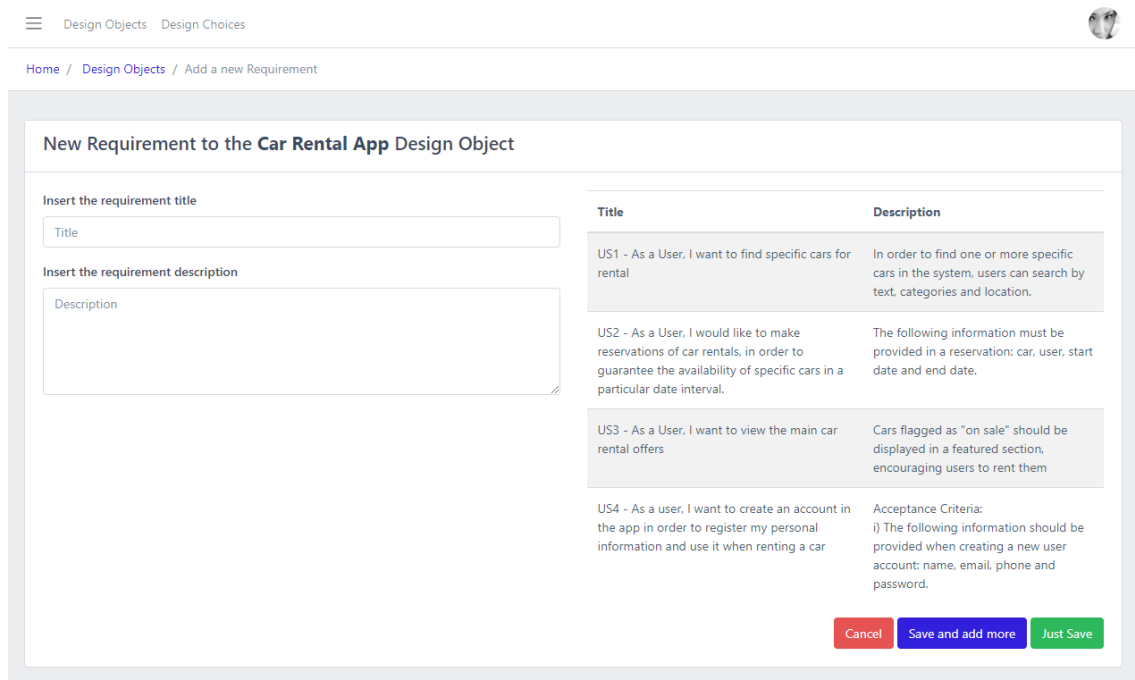 Design Objects Design Choices
Home / Design Objects / Add a new Requirement
New Requirement to the Car Rental App Design Object
Insert the requirement title
Title
Insert the requirement description
Description
Title Description
US1 - As a User, I want to find specific cars for
rental
In order to find one or more specific
cars in the system, users can search by
text, categories and location.
US2 - As a User, I would like to make
reservations of car rentals, in order to
guarantee the availability of specific cars in a
particular date interval.
The following information must be
provided in a reservation: car, user, start
date and end date.
US3 - As a User, I want to view the main car
rental offers
Cars flagged as "on sale" should be
displayed in a featured section,
encouraging users to rent them
US4 - As a user, I want to create an account in
the app in order to register my personal
information and use it when renting a car
Acceptance Criteria:
i) The following information should be
provided when creating a new user
account: name, email, phone and
password.
Cancel Save and add more Just Save